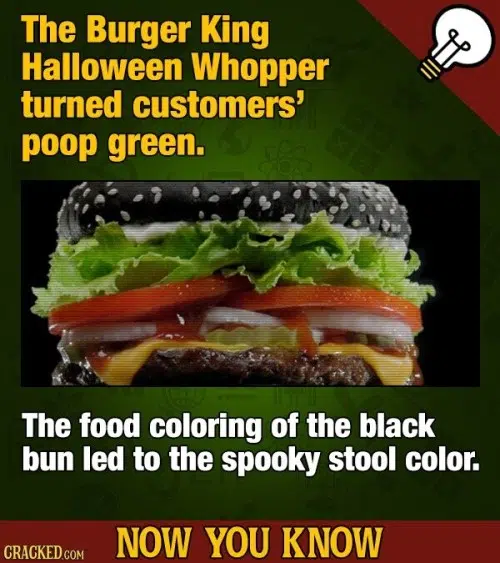 The Burger King
Halloween Whopper
turned customers’
poop green.
The food coloring of the black
bun led to the spooky stool color.
CRACKED.COM NOW YOU KNOW